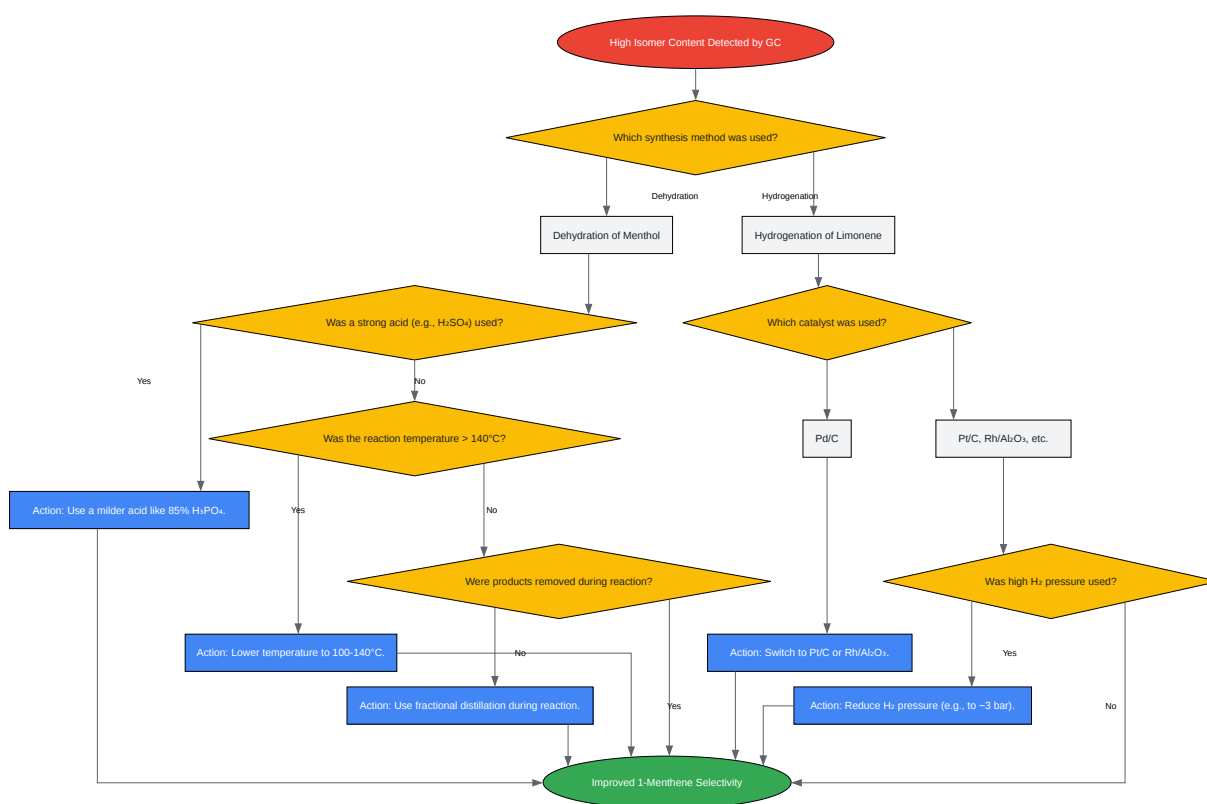 High Isomer Content Detected by GC
Which synthesis method was used?
Dehydration
Hydrogenation
Dehydration of Menthol
Hydrogenation of Limonene
Was a strong acid (e.g., H₂SO₄) used?
Which catalyst was used?
Yes
No
Was the reaction temperature > 140°C?
Pd/C
Pt/C, Rh/Al₂O₃, etc.
Action: Use a milder acid like 85% H₃PO₄.
Yes
No
Were products removed during reaction?
Was high H₂ pressure used?
Action: Lower temperature to 100-140°C.
No
Action: Switch to Pt/C or Rh/Al₂O₃.
Yes
Action: Use fractional distillation during reaction.
Yes
Action: Reduce H₂ pressure (e.g., to ~3 bar).
No
Improved 1-Menthene Selectivity